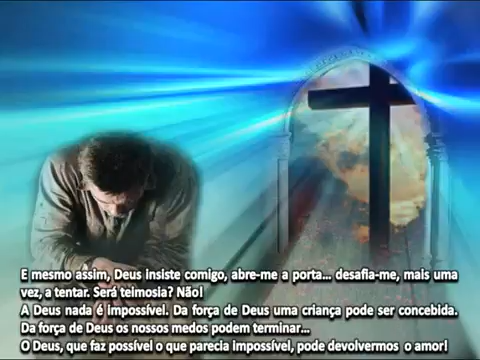 E mesmo assim, Deus insiste comigo, abre-me a porta... desafia-me, mais uma
vez, a tentar. Será teimosia? Não!
A Deus nada é impossível. Da força de Deus uma criança pode ser concebida.
Da força de Deus os nossos medos podem terminar...
O Deus, que faz possível o que parecia impossível, pode devolvermos  o amor!